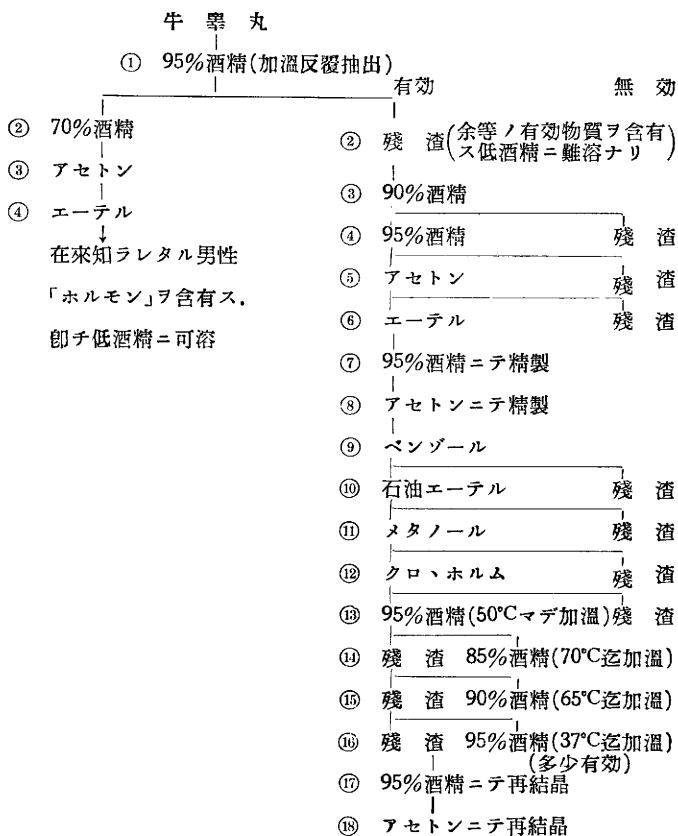 牛 睾 丸
① 95%酒精(加溫反覆抽出)
有効 無 効
② 70%酒精
③ アセトン
④ エーテル
在來知ラレタル男性
「ホルモン」ヲ含有ス.
卽チ低酒精ニ可溶
② 殘 渣(余等ノ有効物質ヲ含有ス低酒精ニ難溶ナリ)
③ 90%酒精
④ 95%酒精 殘 渣
⑤ アセトン 殘 渣
⑥ エーテル 殘 渣
⑦ 95%酒精ニテ精製
⑧ アセトンニテ精製
⑨ ベンゾール
⑩ 石油エーテル 殘 渣
⑪ メタノール 殘 渣
⑫ クロヽホルム 殘 渣
⑬ 95%酒精(50°Cマデ加溫)殘 渣
⑭ 殘 渣 85%酒精(70°C迄加溫)
⑮ 殘 渣 90%酒精(65°C迄加溫)
⑯ 殘 渣 95%酒精(37°C迄加溫)
(多少有効)
⑰ 95%酒精ニテ再結晶
⑱ アセトンニテ再結晶